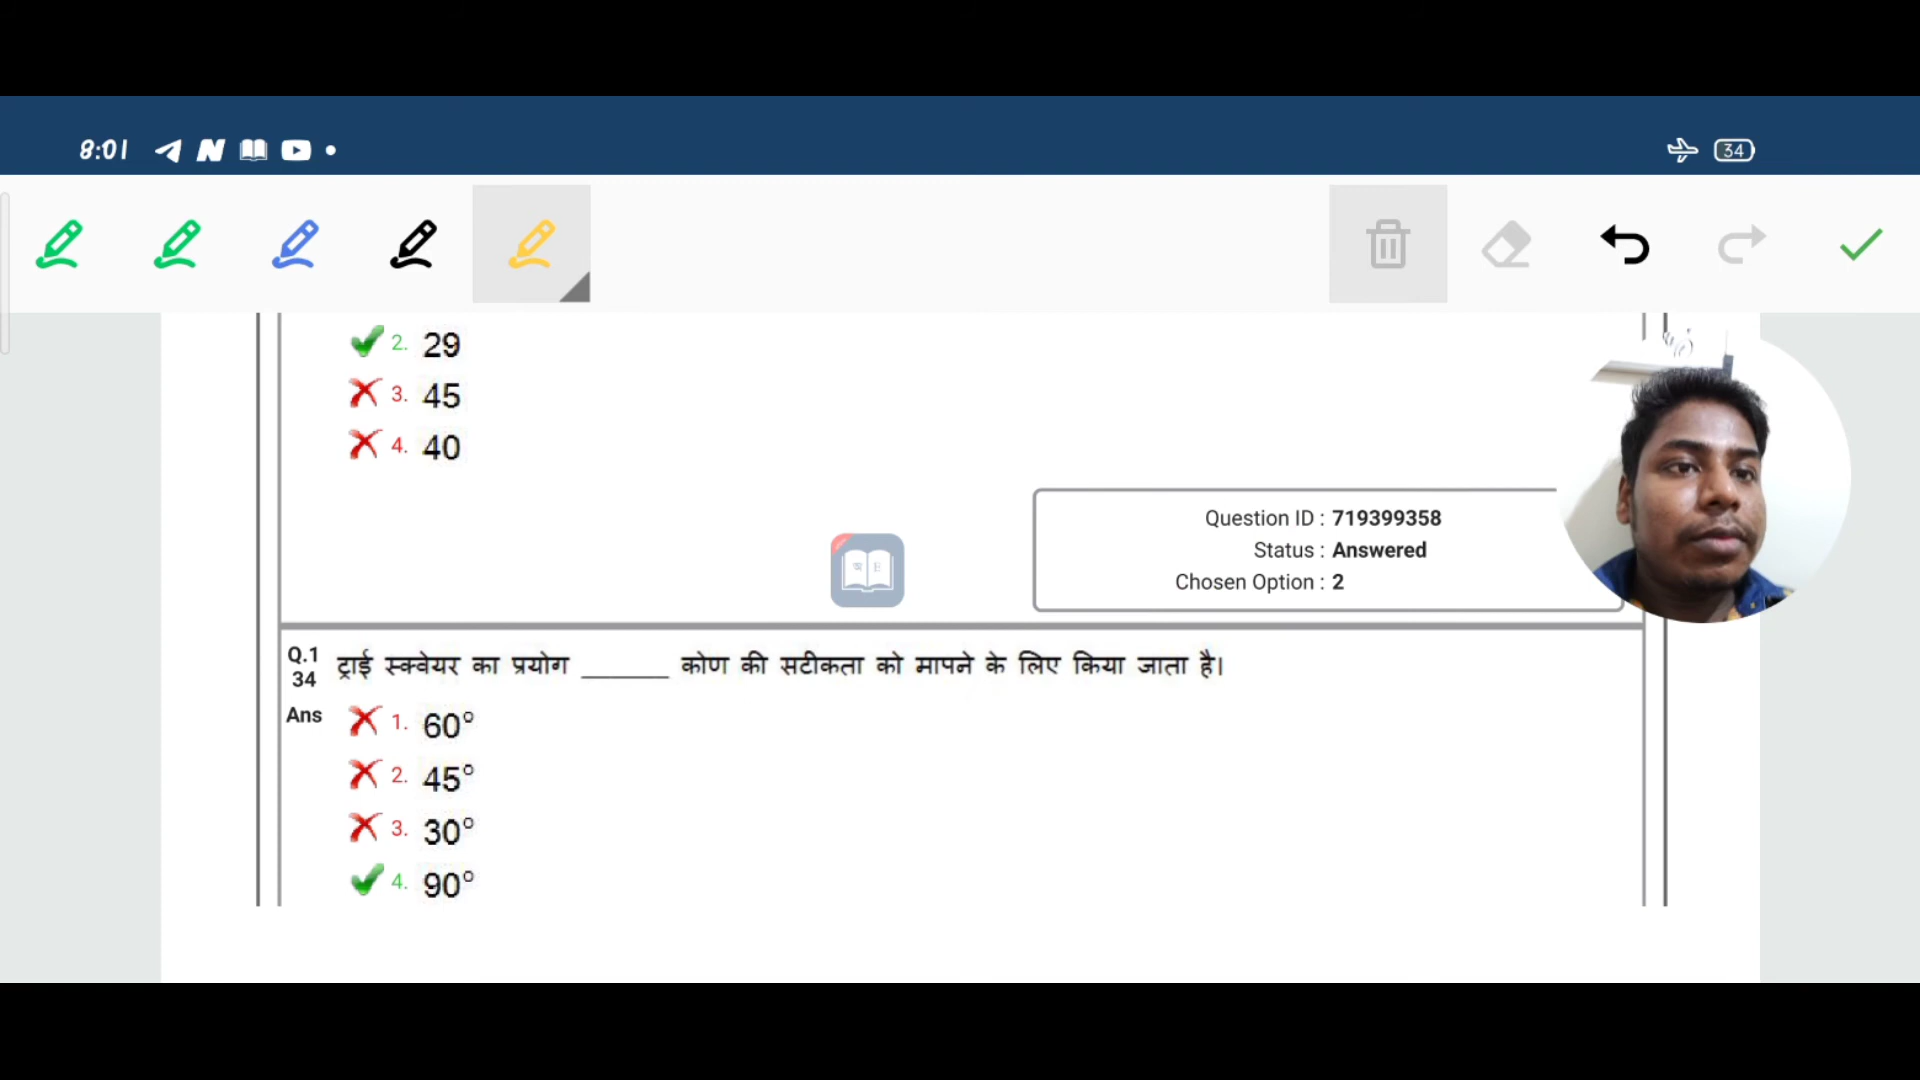 8:01
34
2. 29
3. 45
4. 40
Question ID : 719399358
Status : Answered
Chosen Option : 2
Q.1 ट्राई स्क्वेयर का प्रयोग _______ कोण की सटीकता को मापने के लिए किया जाता है।
34
Ans 1. 60°
2. 45°
3. 30°
4. 90°